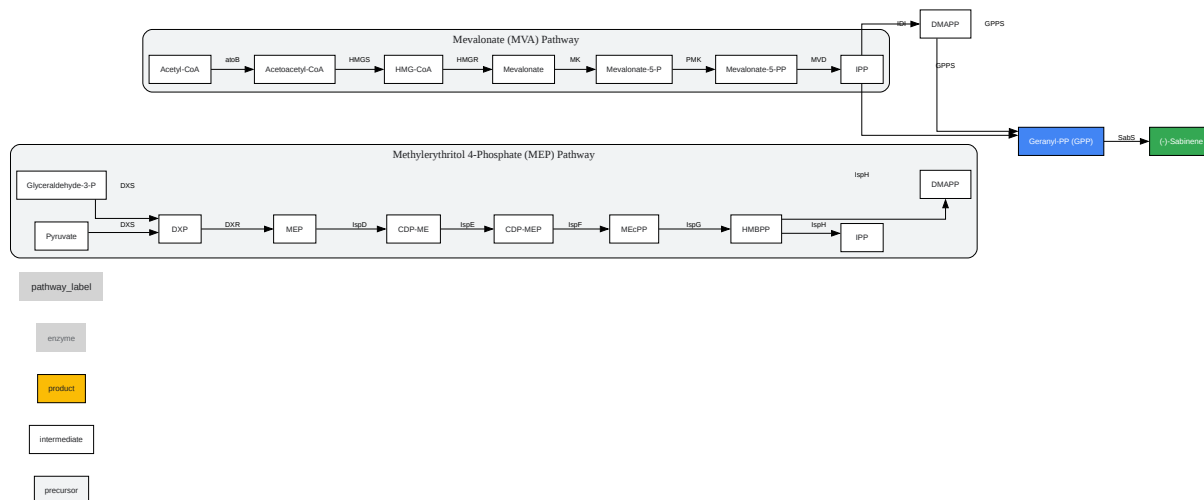 IDI
DMAPP
GPPS
Mevalonate (MVA) Pathway
Acetyl-CoA
atoB
Acetoacetyl-CoA
HMGS
HMG-CoA
HMGR
Mevalonate
MK
Mevalonate-5-P
PMK
Mevalonate-5-PP
MVD
IPP
GPPS
Geranyl-PP (GPP)
SabS
(-)-Sabinene
Methylerythritol 4-Phosphate (MEP) Pathway
Glyceraldehyde-3-P
DXS
IspH
DMAPP
Pyruvate
DXS
DXP
DXR
MEP
IspD
CDP-ME
IspE
CDP-MEP
IspF
MEcPP
IspG
HMBPP
IspH
IPP
pathway_label
enzyme
product
intermediate
precursor